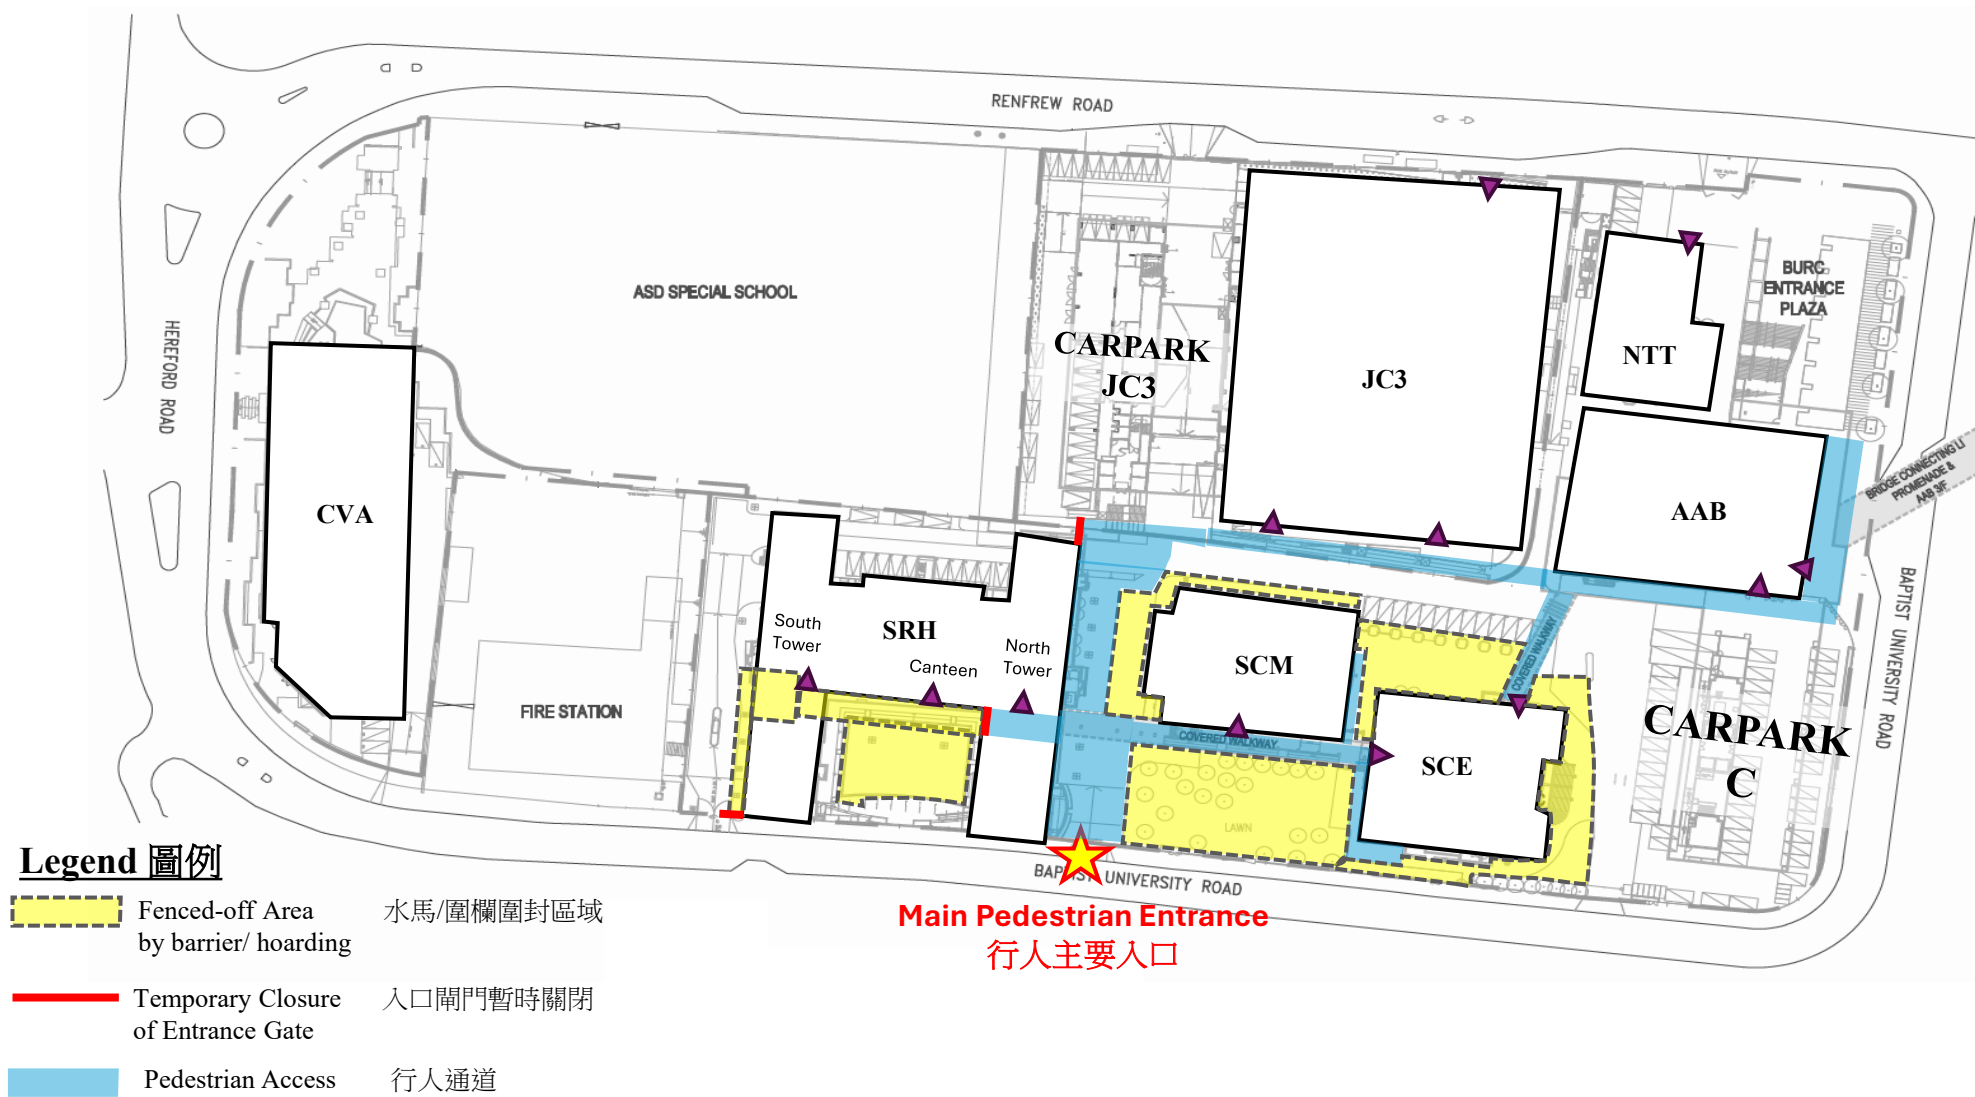 RENFREW ROAD
ASD SPECIAL SCHOOL
BURC
ENTRANCE
PLAZA
HEREFORD ROAD
CARPARK
JC3
JC3
NTT
CVA
AAB
BRIDGE CONNECTING LI
PROMENADE &
AAB 3/F
BAPTIST UNIVERSITY ROAD
South
Tower
SRH
North
Tower
Canteen
SCM
COVERED WALKWAY
FIRE STATION
COVERED WALKWAY
SCE
CARPARK
C
LAWN
BAPTIST UNIVERSITY ROAD
Main Pedestrian Entrance
行人主要入口
Legend 圖例
Fenced-off Area
by barrier/ hoarding
水馬/圍欄圍封區域
Temporary Closure
of Entrance Gate
入口閘門暫時關閉
Pedestrian Access
行人通道